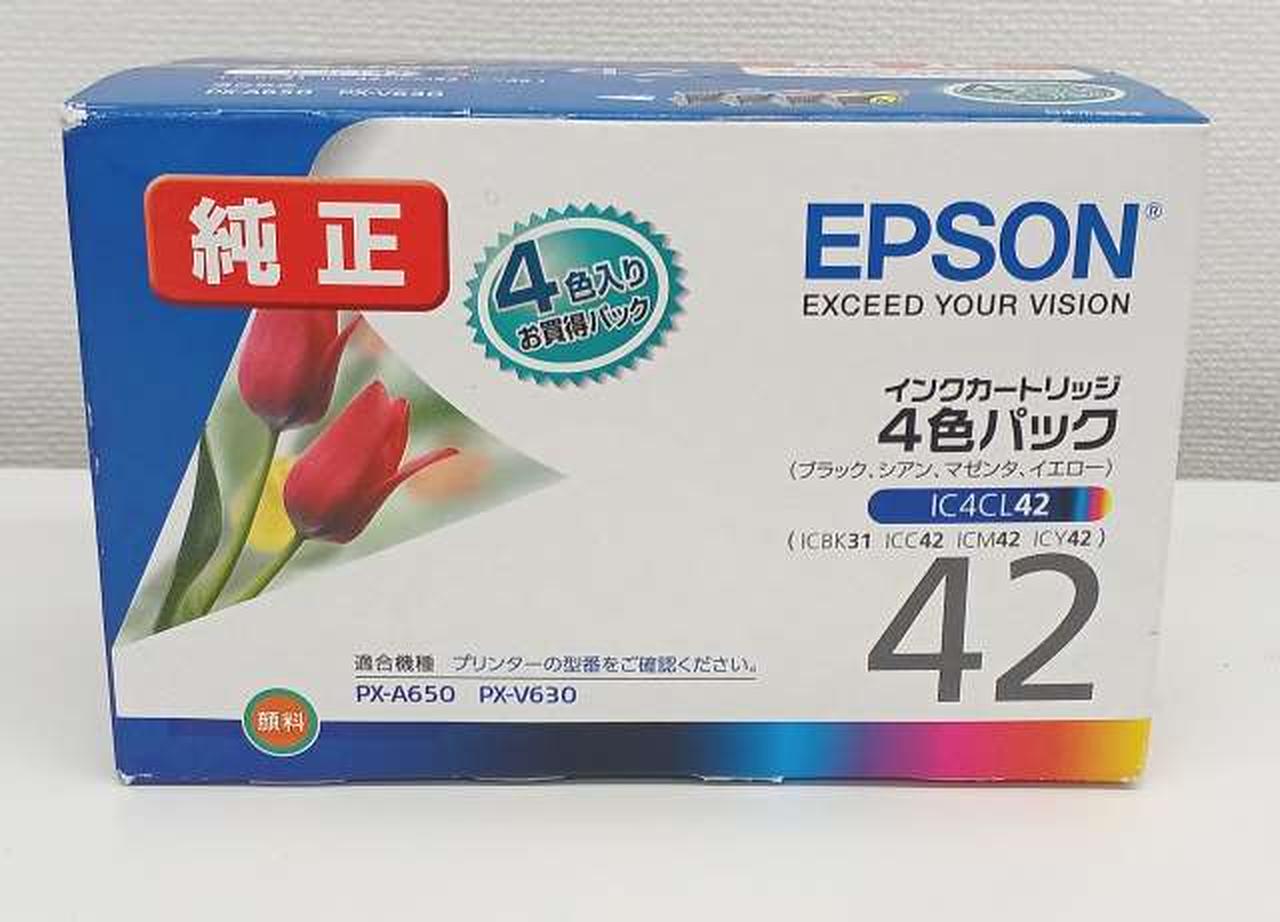 PX-A650 PX-V630
純正
4色入り
お買得パック
EPSON®
EXCEED YOUR VISION
インクカートリッジ
4色パック
(ブラック、シアン、マゼンタ、イエロー)
IC4CL42
(ICBK31 ICC42 ICM42 ICY42)
42
適合機種 プリンターの型番をご確認ください。
PX-A650 PX-V630
顔料